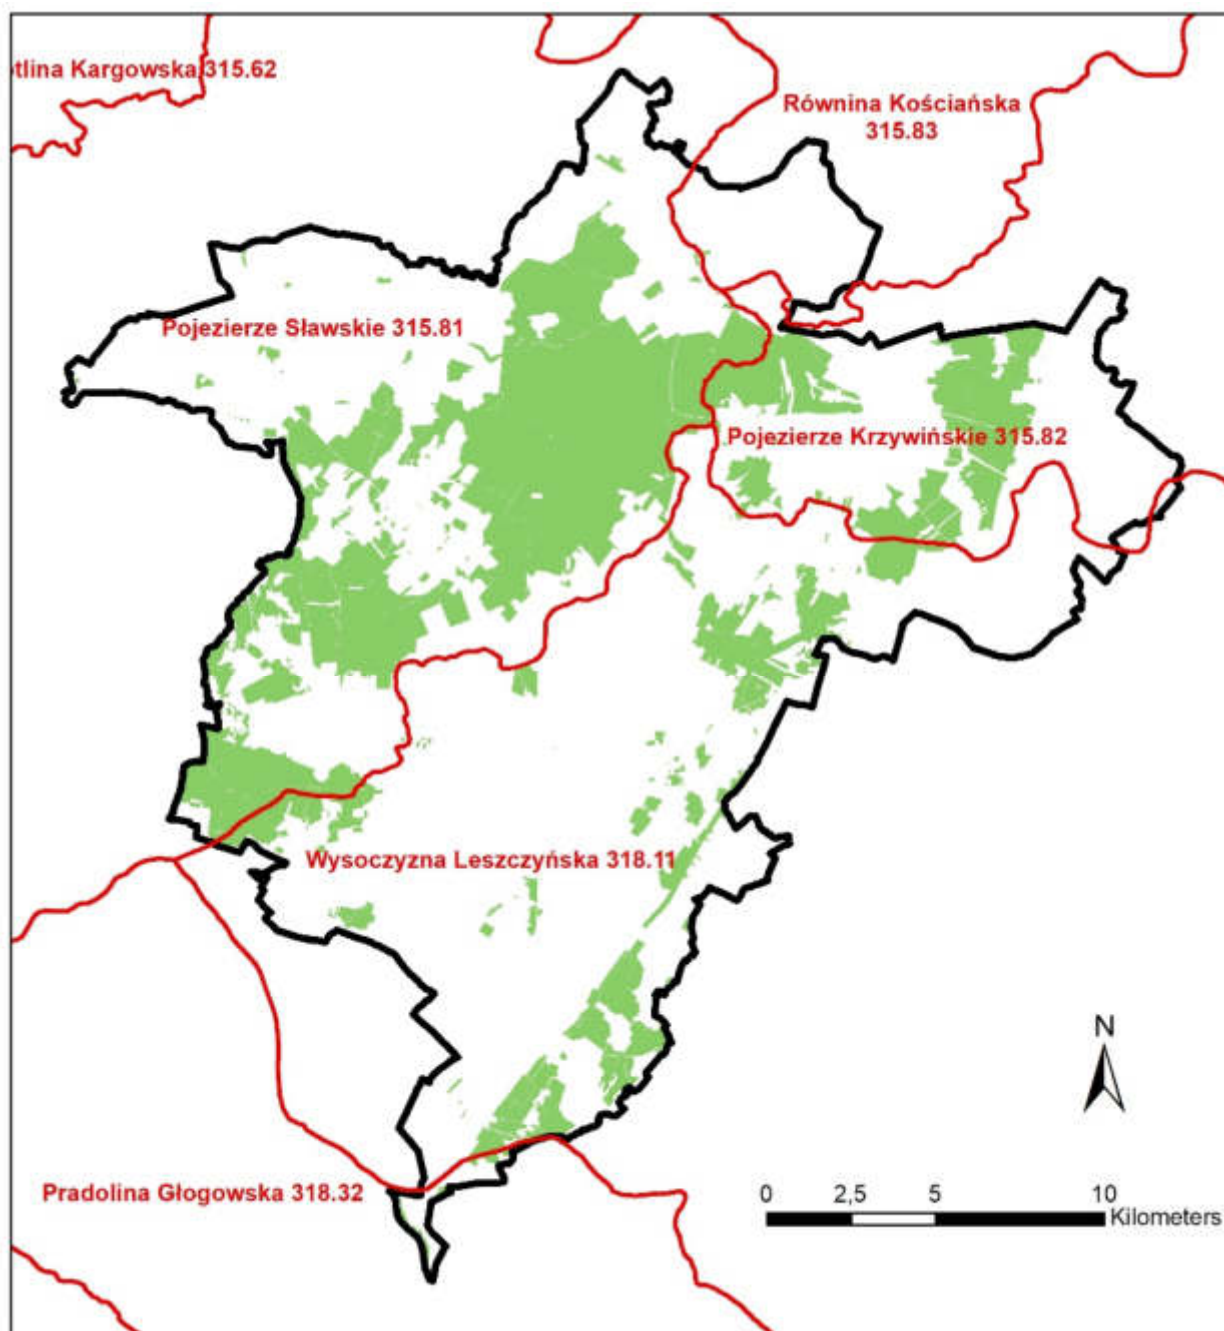 tlina Kargowska 315.62
Równina Kościańska
315.83
Pojezierze Sławskie 315.81
Pojezierze Krzywińskie 315.82
Wysoczyzna Leszczyńska 318.11
N
Pradolina Głogowska 318.32
0 2,5 5 10
Kilometers